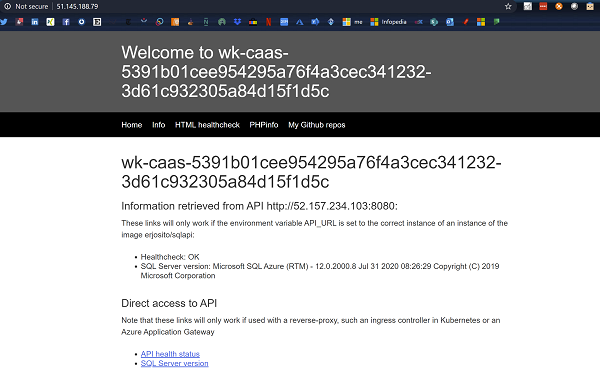 Not secure | 51.145.188.79
me
Infopedia
Welcome to wk-caas-
5391b01cee954295a76f4a3cec341232-
3d61c932305a84d15f1d5c
Home Info HTML healthcheck PHPinfo My Github repos
wk-caas-5391b01cee954295a76f4a3cec341232-
3d61c932305a84d15f1d5c
Information retrieved from API http://52.157.234.103:8080:
These links will only work if the environment variable API_URL is set to the correct instance of an instance of the
image erjosito/sqlapi:
• Healthcheck: OK
• SQL Server version: Microsoft SQL Azure (RTM) - 12.0.2000.8 Jul 31 2020 08:26:29 Copyright (C) 2019
Microsoft Corporation
Direct access to API
Note that these links will only work if used with a reverse-proxy, such an ingress controller in Kubernetes or an
Azure Application Gateway
• API health status
• SQL Server version